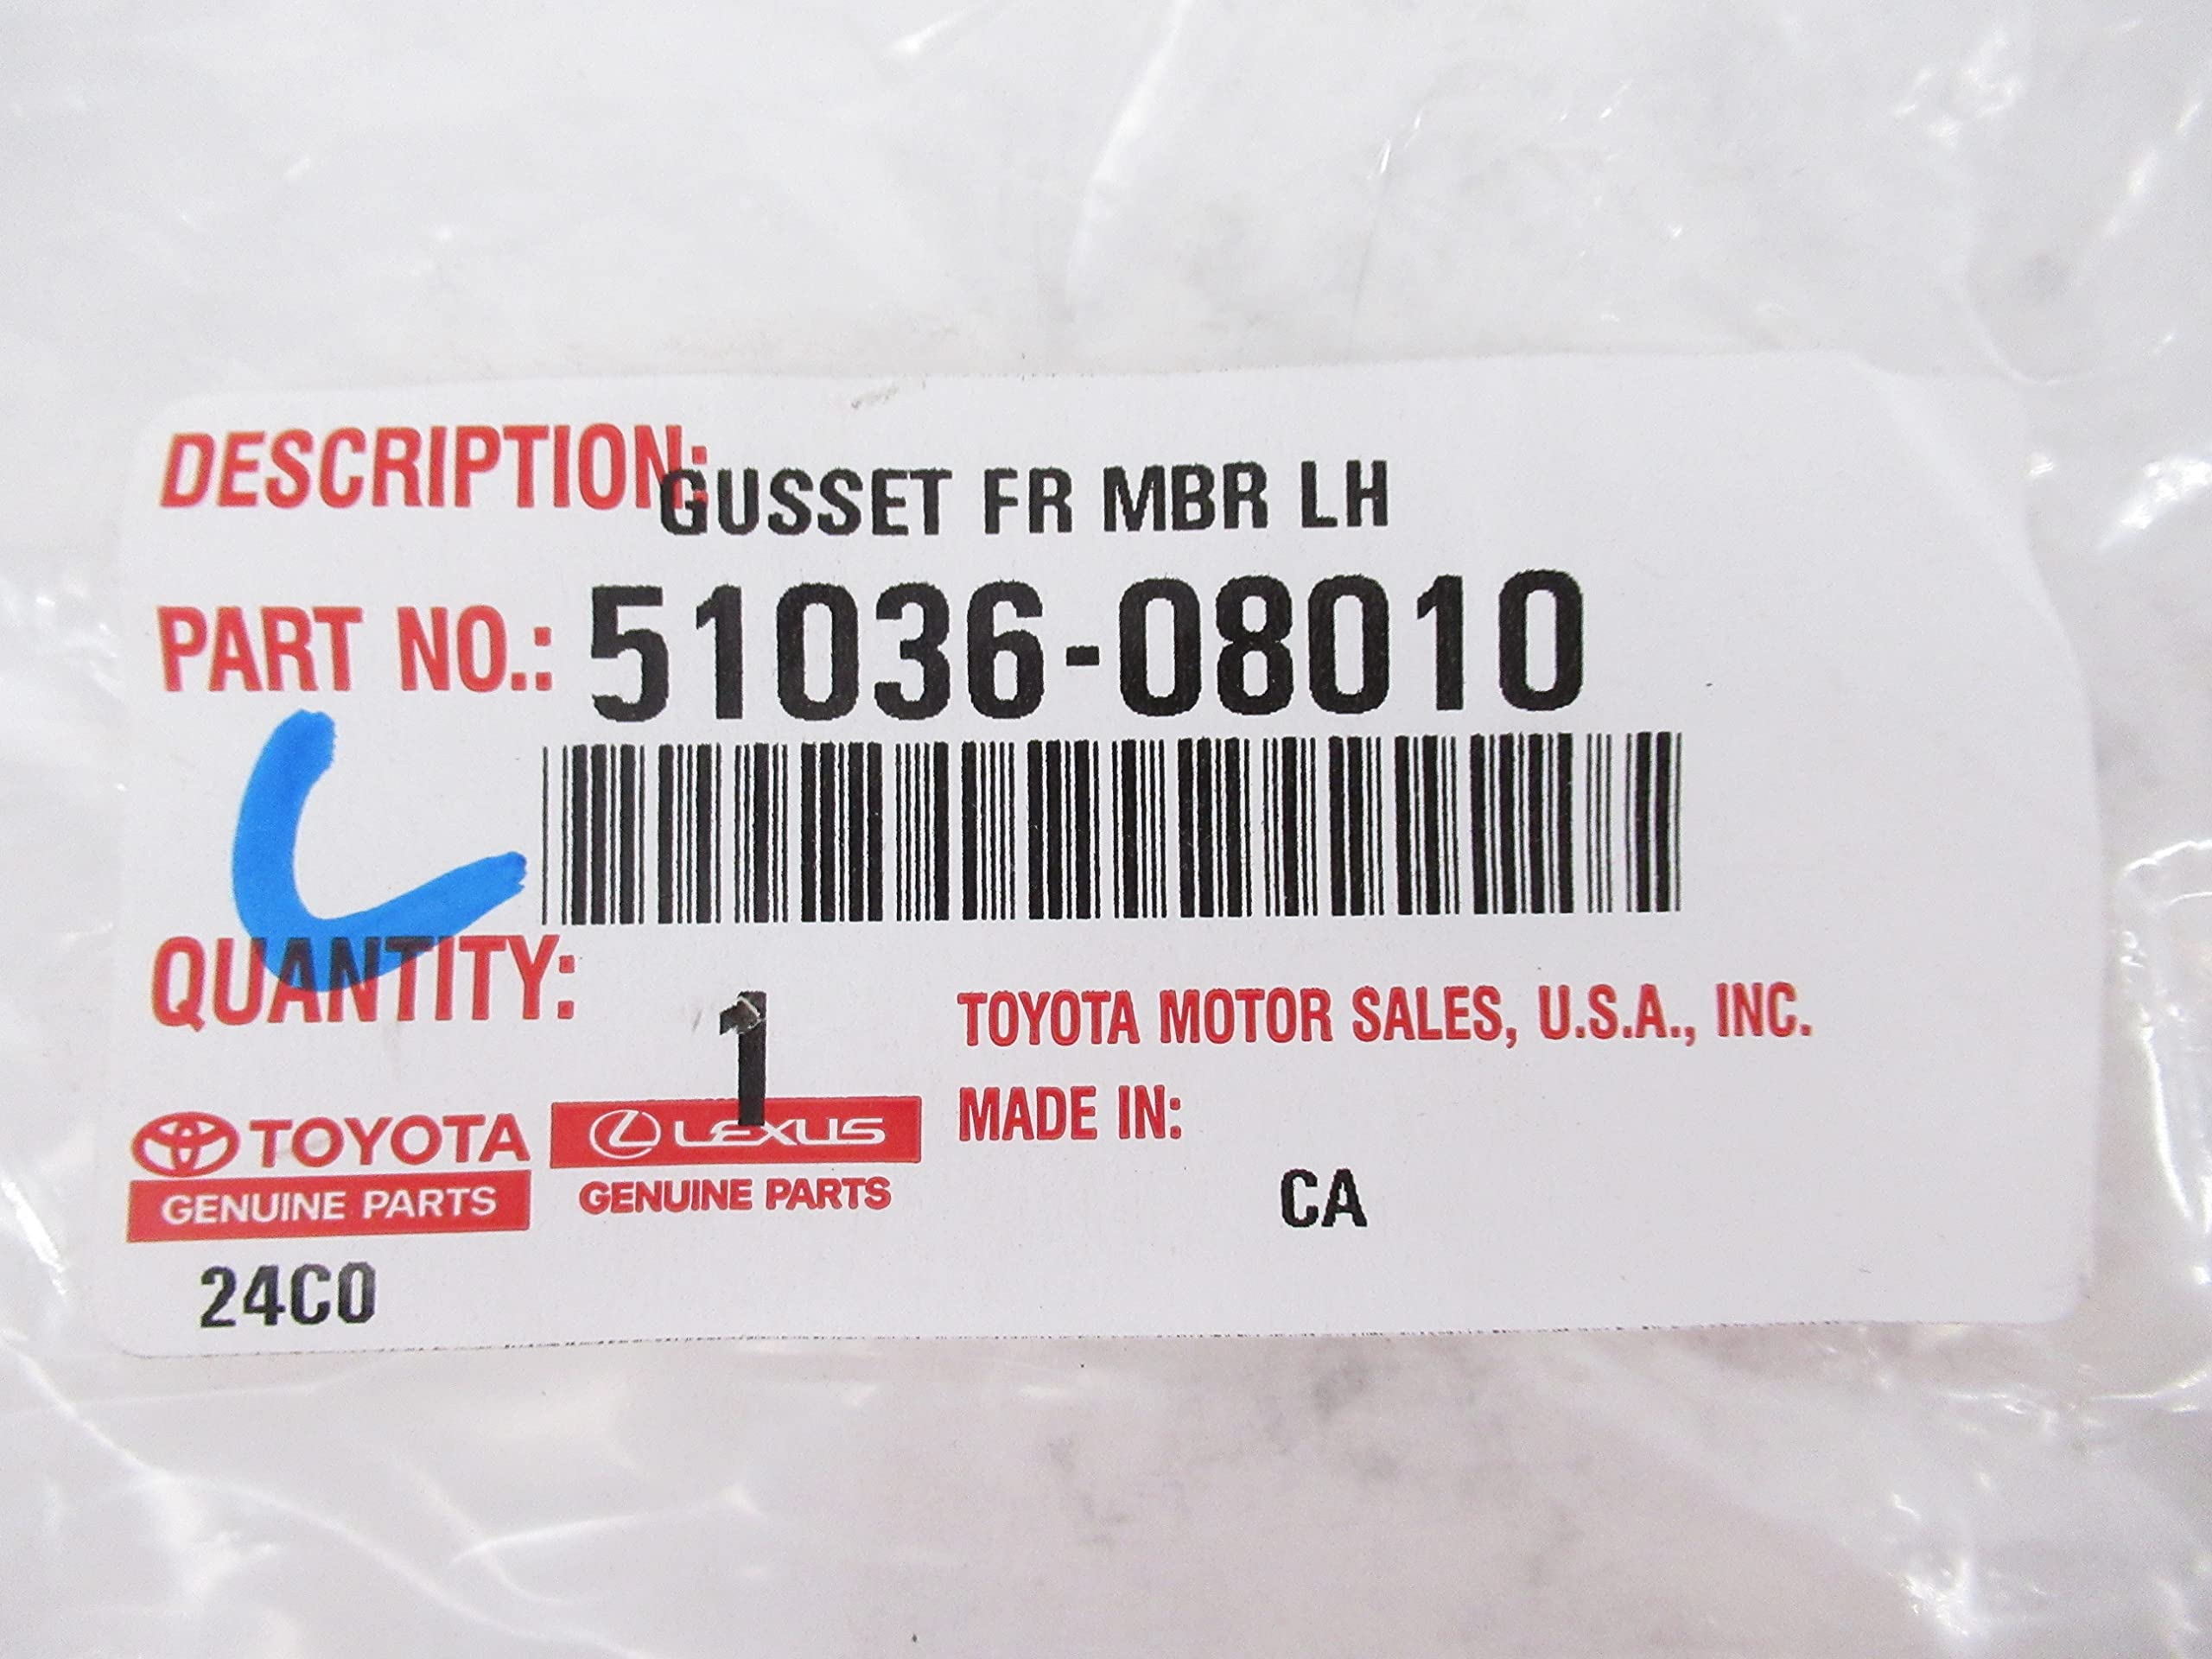 DESCRIPTION: GUSSET FR MBR LH
PART NO.: 51036-08010
L
QUANTITY: 1
TOYOTA MOTOR SALES, U.S.A., INC.
MADE IN:
CA
TOYOTA
GENUINE PARTS
LEXUS
GENUINE PARTS
24C0